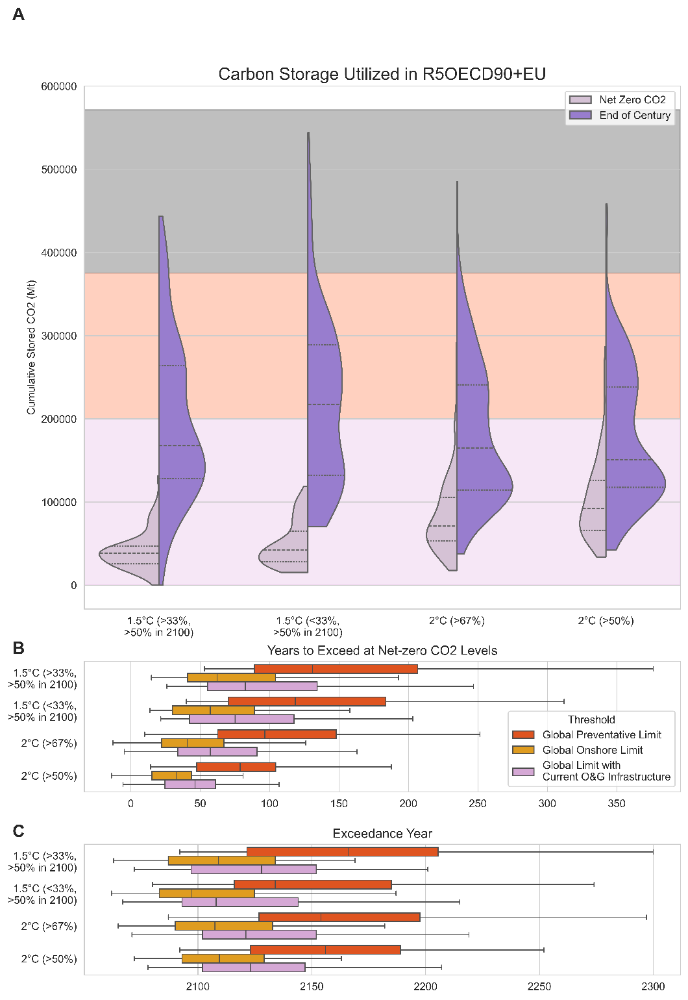 A
Carbon Storage Utilized in R5OECD90+EU
600000
500000
400000
300000
200000
100000
0
Cumulative Stored CO2 (Mt)
Net Zero CO2
End of Century
1.5°C (>33%,
>50% in 2100)
1.5°C (<33%,
>50% in 2100)
2°C (>67%)
2°C (>50%)
B
Years to Exceed at Net-zero CO2 Levels
1.5°C (>33%,
>50% in 2100)
1.5°C (<33%,
>50% in 2100)
2°C (>67%)
2°C (>50%)
Threshold
Global Preventative Limit
Global Onshore Limit
Global Limit with
Current O&G Infrastructure
0 50 100 150 200 250 300 350
C
Exceedance Year
1.5°C (>33%,
>50% in 2100)
1.5°C (<33%,
>50% in 2100)
2°C (>67%)
2°C (>50%)
2100 2150 2200 2250 2300